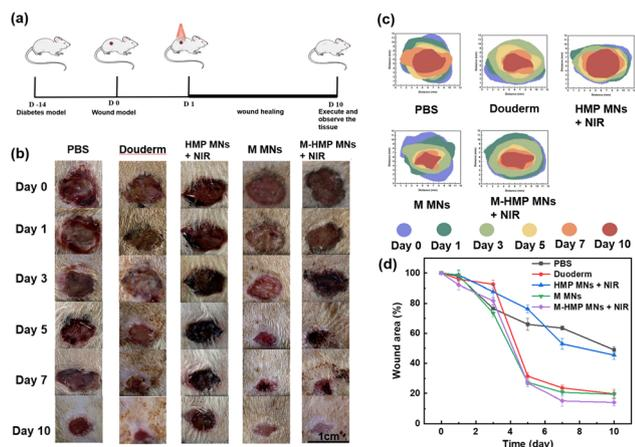 (a)
D -14
Diabetes model
D 0
Wound model
D 1
wound healing
D 10
Execute and
observe the
tissue
(b)
PBS
Douderm
HMP MNs
+ NIR
M MNs
M-HMP MNs
+ NIR
Day 0
Day 1
Day 3
Day 5
Day 7
Day 10
1cm
(c)
PBS
Douderm
HMP MNs
+ NIR
M MNs
M-HMP MNs
+ NIR
Day 0
Day 1
Day 3
Day 5
Day 7
Day 10
(d)
Wound area (%)
100
80
60
40
20
0
0
2
4
6
8
10
Time (day)
PBS
Duoderm
HMP MNs + NIR
M MNs
M-HMP MNs + NIR